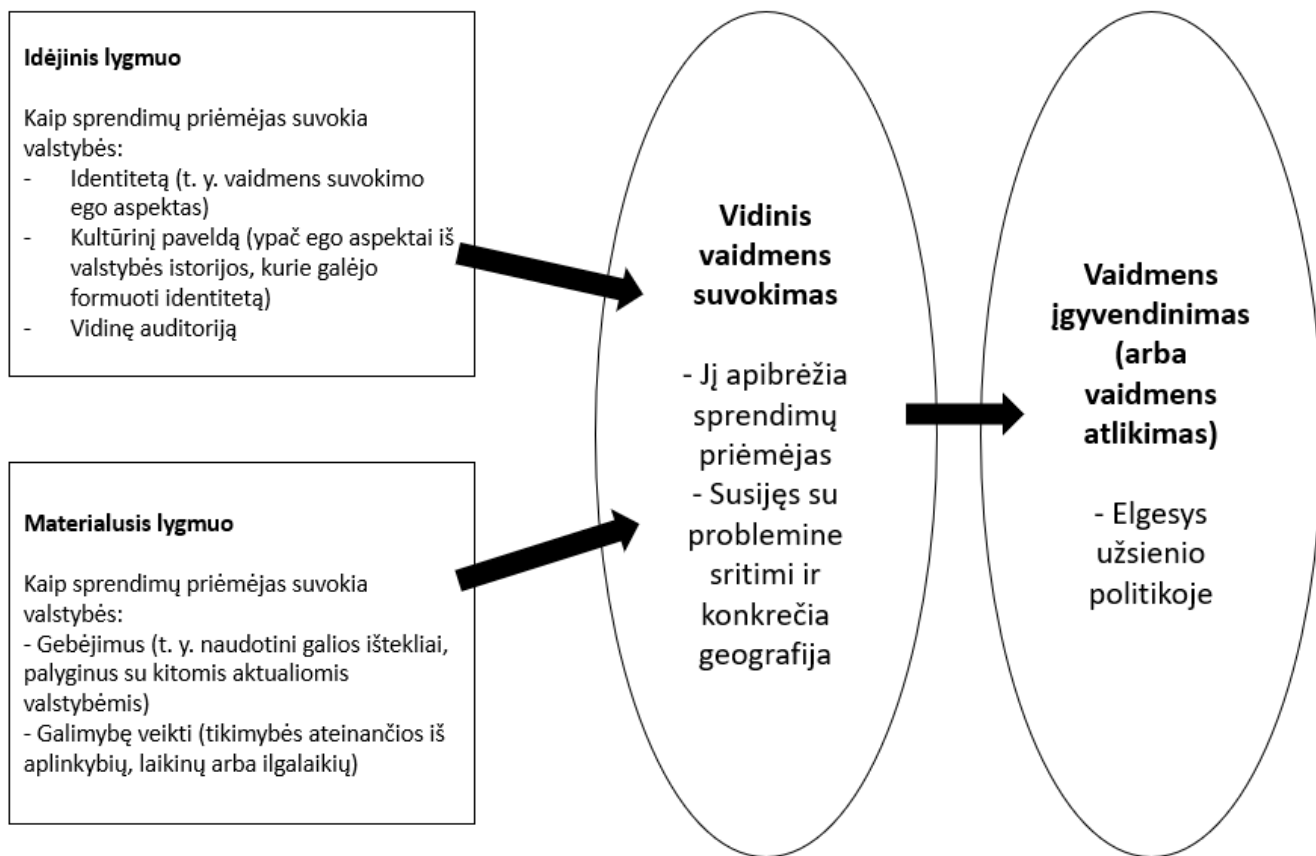 Idėjinis lygmuo
Kaip sprendimų priėmėjas suvokia
valstybės:
- Identitetą (t. y. vaidmens suvokimo
ego aspektas)
- Kultūrinį paveldą (ypač ego aspektai iš
valstybės istorijos, kurie galėjo
formuoti identitetą)
- Vidinę auditoriją
Materialusis lygmuo
Kaip sprendimų priėmėjas suvokia
valstybės:
- Gebėjimus (t. y. naudotini galios ištekliai,
palyginus su kitomis aktualiomis
valstybėmis)
- Galimybę veikti (tikimybės ateinančios iš
aplinkybių, laikinų arba ilgalaikių)
Vidinis
vaidmens
suvokimas
- Jį apibrėžia
sprendimų
priėmėjas
- Susijęs su
problemine
sritimi ir
konkrečia
geografija
Vaidmens
įgyvendinimas
(arba
vaidmens
atlikimas)
- Elgesys
užsienio
politikoje